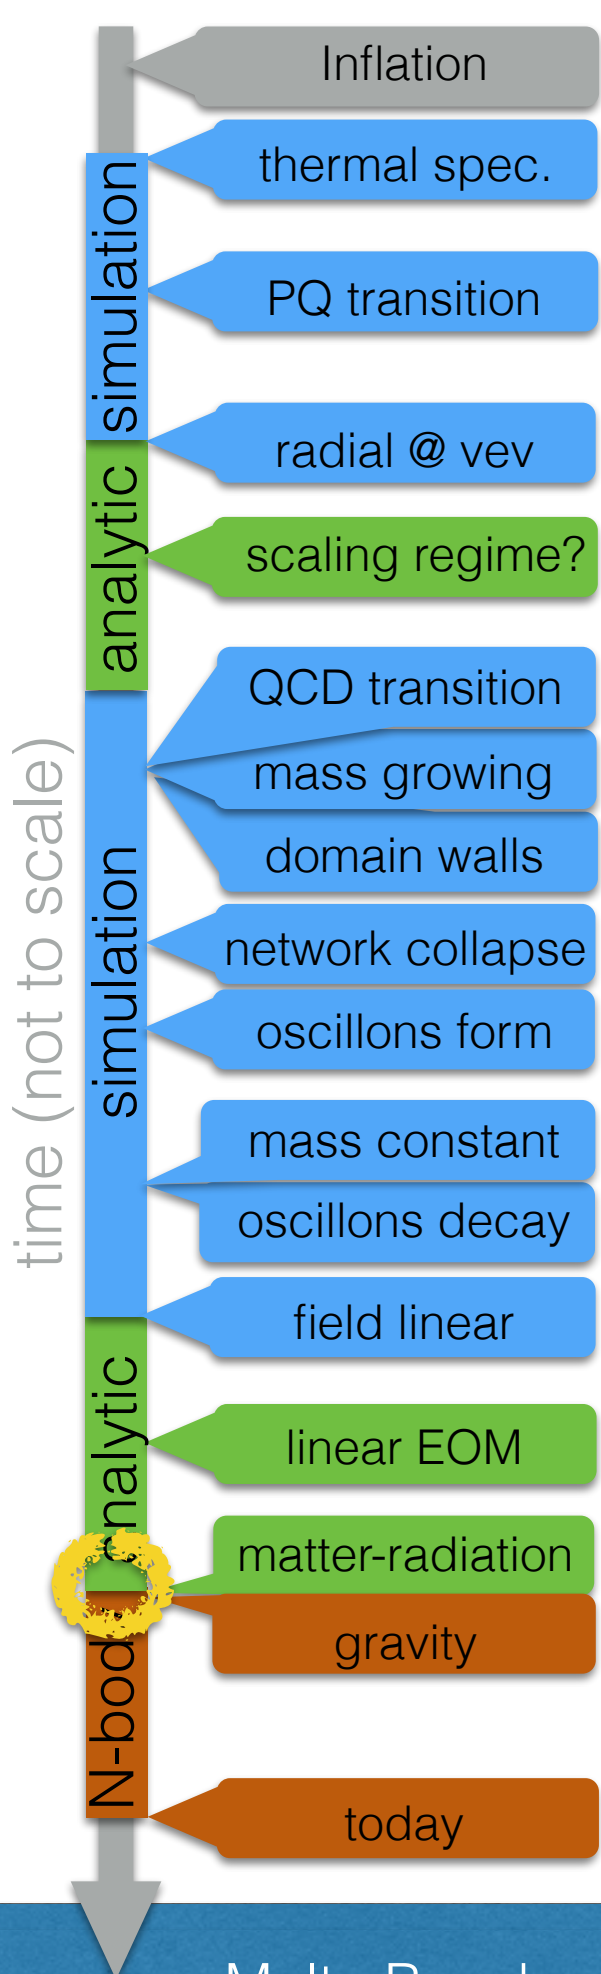 Inflation
thermal spec.
simulation
PQ transition
radial @ vev
analytic
scaling regime?
QCD transition
mass growing
domain walls
time (not to scale)
simulation
network collapse
oscillons form
mass constant
oscillons decay
field linear
analytic
linear EOM
matter-radiation
gravity
N-body
today